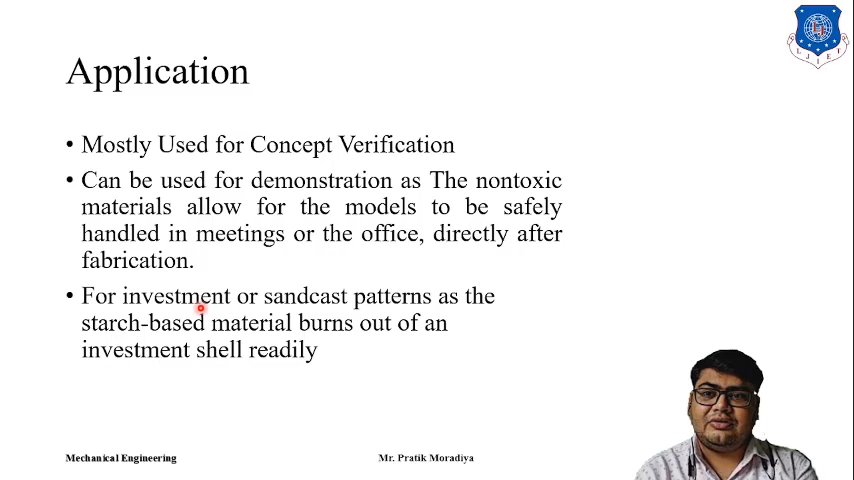 L J I E T
Application
• Mostly Used for Concept Verification
• Can be used for demonstration as The nontoxic
materials allow for the models to be safely
handled in meetings or the office, directly after
fabrication.
• For investment or sandcast patterns as the
starch-based material burns out of an
investment shell readily
Mechanical Engineering
Mr. Pratik Moradiya